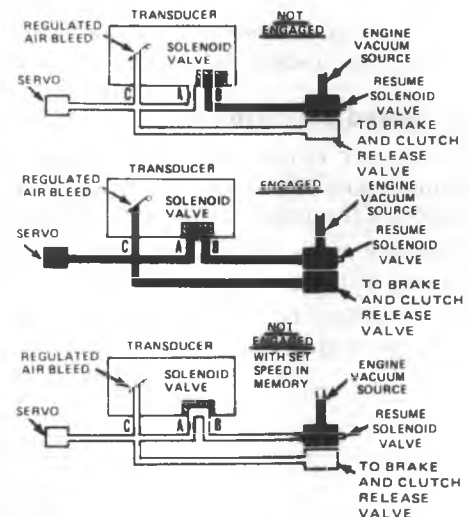 TRANSDUCER
NOT
ENGAGED
REGULATED
AIR BLEED
SOLENOID
VALVE
ENGINE
VACUUM
SOURCE
SERVO
C
A
B
RESUME
SOLENOID
VALVE
TO BRAKE
AND CLUTCH
RELEASE
VALVE
TRANSDUCER
ENGAGED
REGULATED
AIR BLEED
SOLENOID
VALVE
ENGINE
VACUUM
SOURCE
SERVO
C
A
B
RESUME
SOLENOID
VALVE
TO BRAKE
AND CLUTCH
RELEASE
VALVE
NOT
ENGAGED
WITH SET
SPEED IN
MEMORY
TRANSDUCER
REGULATED
AIR BLEED
SOLENOID
VALVE
ENGINE
VACUUM
SOURCE
SERVO
C
A
B
RESUME
SOLENOID
VALVE
TO BRAKE
AND CLUTCH
RELEASE
VALVE